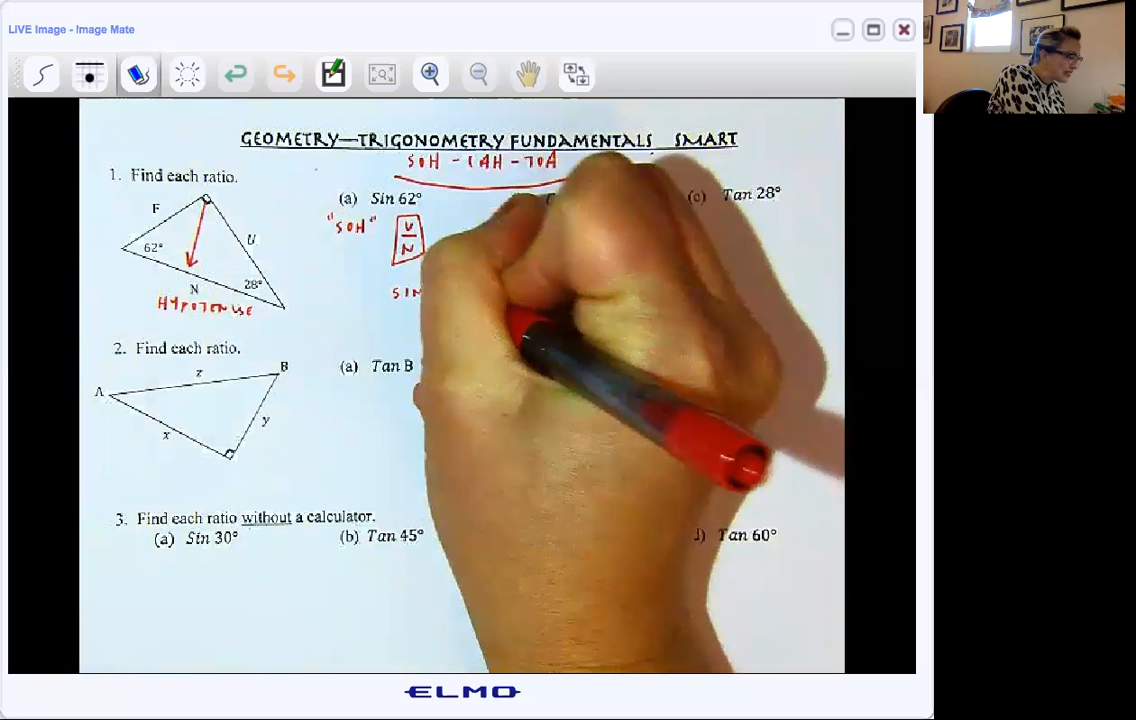 LIVE Image - Image Mate
GEOMETRY—TRIGONOMETRY FUNDAMENTALS SMART
SOH - CAH - TOA
1. Find each ratio.
(a) Sin 62°
(c) Tan 28°
F
U
62°
28°
N
HYPOTENUSE
"SOH"
U
N
SIN
2. Find each ratio.
(a) Tan B
A
z
B
x
y
3. Find each ratio without a calculator.
(a) Sin 30°
(b) Tan 45°
Tan 60°
ELMO